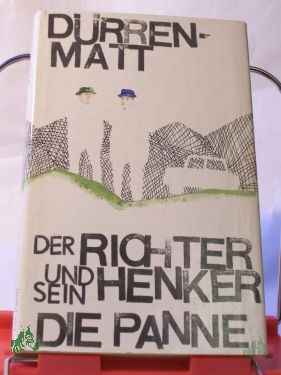 DÜRREN-
MATT
DER RICHTER
UND SEIN HENKER
DIE PANNE